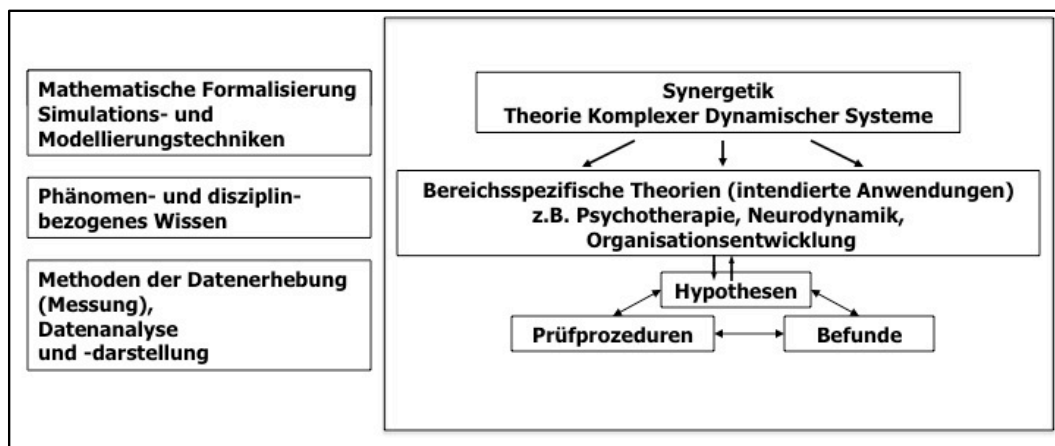 Mathematische Formalisierung
Simulations- und
Modellierungstechniken
Phänomen- und disziplin-
bezogenes Wissen
Methoden der Datenerhebung
(Messung),
Datenanalyse
und -darstellung
Synergetik
Theorie Komplexer Dynamischer Systeme
Bereichsspezifische Theorien (intendierte Anwendungen)
z.B. Psychotherapie, Neurodynamik,
Organisationsentwicklung
Hypothesen
Prüfprozeduren
Befunde